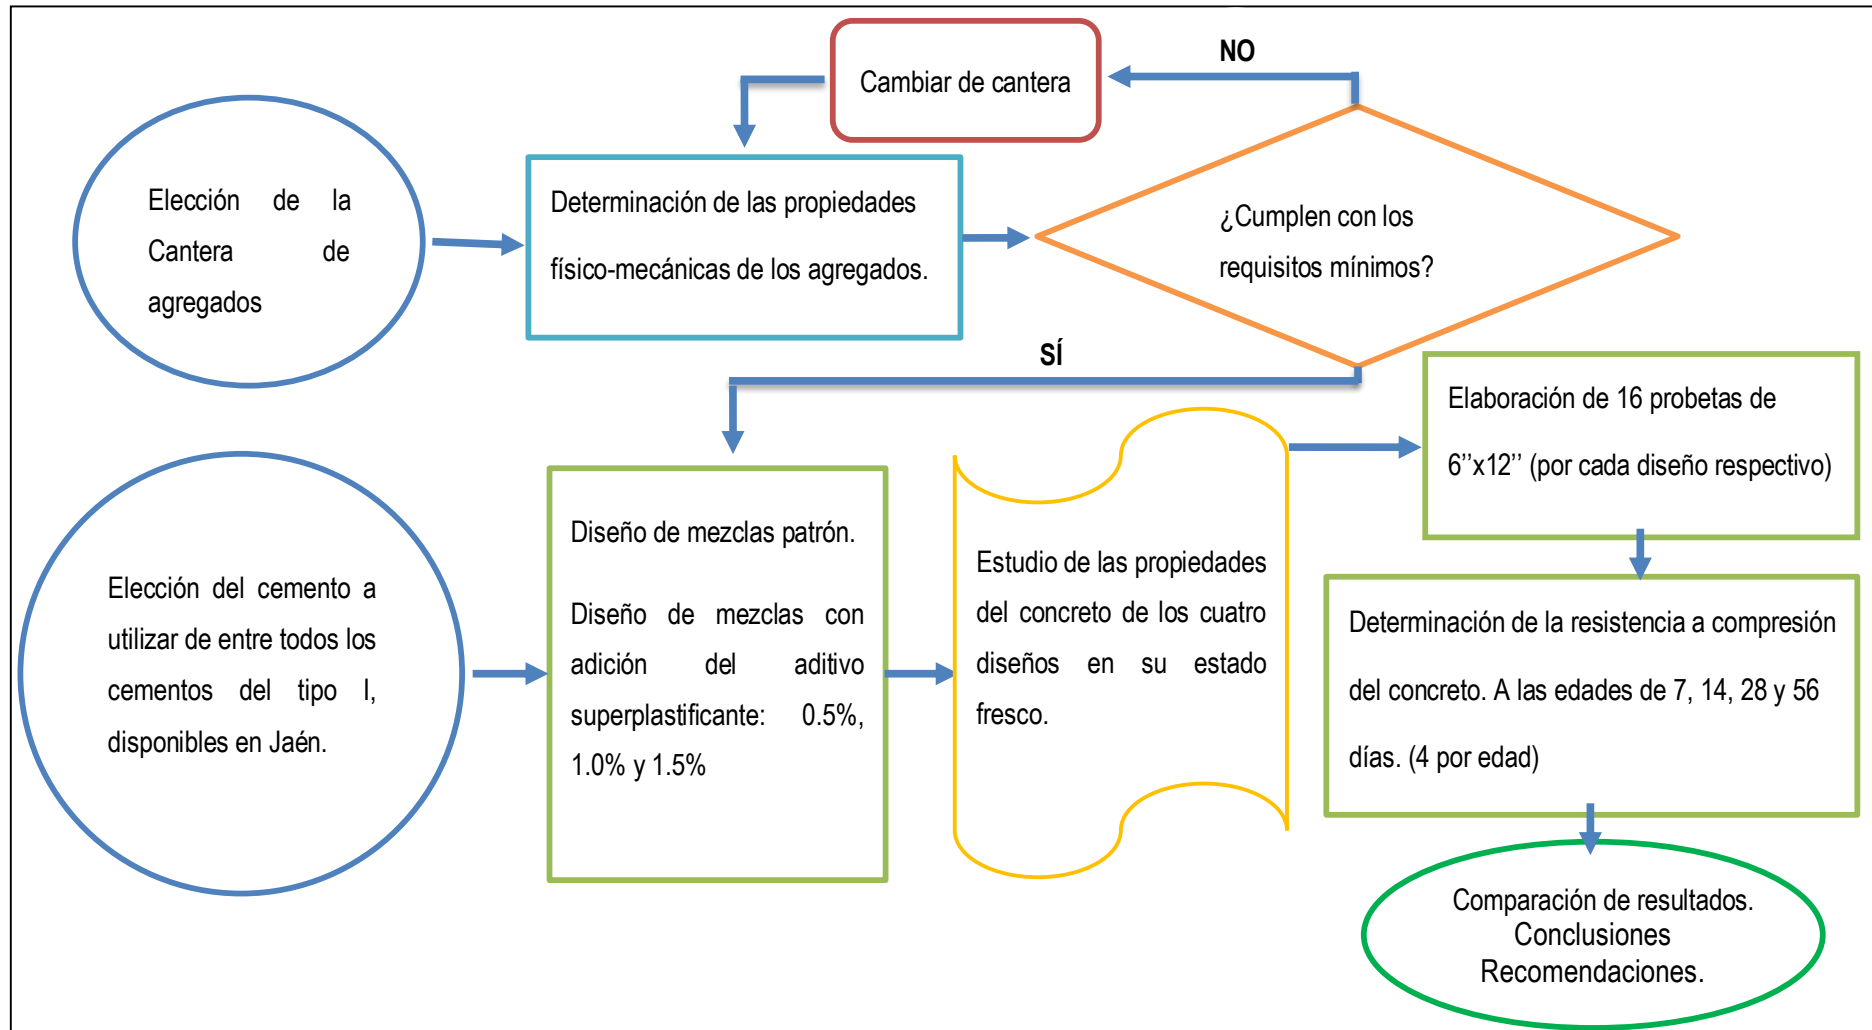 NO
Cambiar de cantera
Elección de la
Cantera de
agregados
Determinación de las propiedades
físico-mecánicas de los agregados.
¿Cumplen con los
requisitos mínimos?
SÍ
Elaboración de 16 probetas de
6’’x12’’ (por cada diseño respectivo)
Elección del cemento a
utilizar de entre todos los
cementos del tipo I,
disponibles en Jaén.
Diseño de mezclas patrón.
Diseño de mezclas con
adición del aditivo
superplastificante: 0.5%,
1.0% y 1.5%
Estudio de las propiedades
del concreto de los cuatro
diseños en su estado
fresco.
Determinación de la resistencia a compresión
del concreto. A las edades de 7, 14, 28 y 56
días. (4 por edad)
Comparación de resultados.
Conclusiones
Recomendaciones.